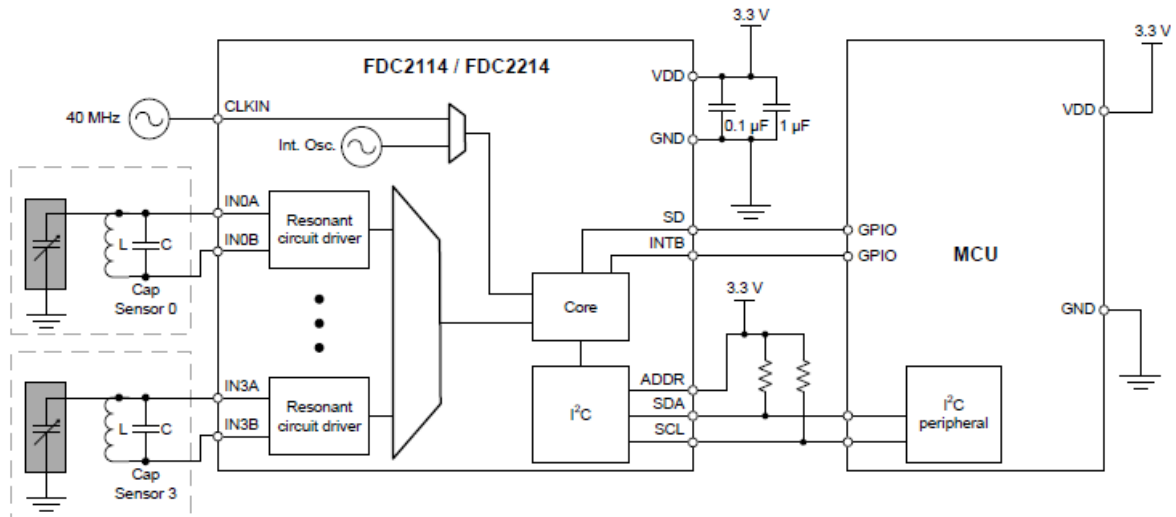 3.3 V
3.3 V
FDC2114 / FDC2214
VDD
CLKIN
40 MHz
0.1 µF
1 µF
VDD
Int. Osc.
GND
IN0A
Resonant
circuit driver
SD
GPIO
L
C
IN0B
INTB
GPIO
MCU
Cap
Sensor 0
3.3 V
Core
GND
IN3A
Resonant
circuit driver
ADDR
I²C
SDA
I²C
peripheral
L
C
IN3B
SCL
Cap
Sensor 3